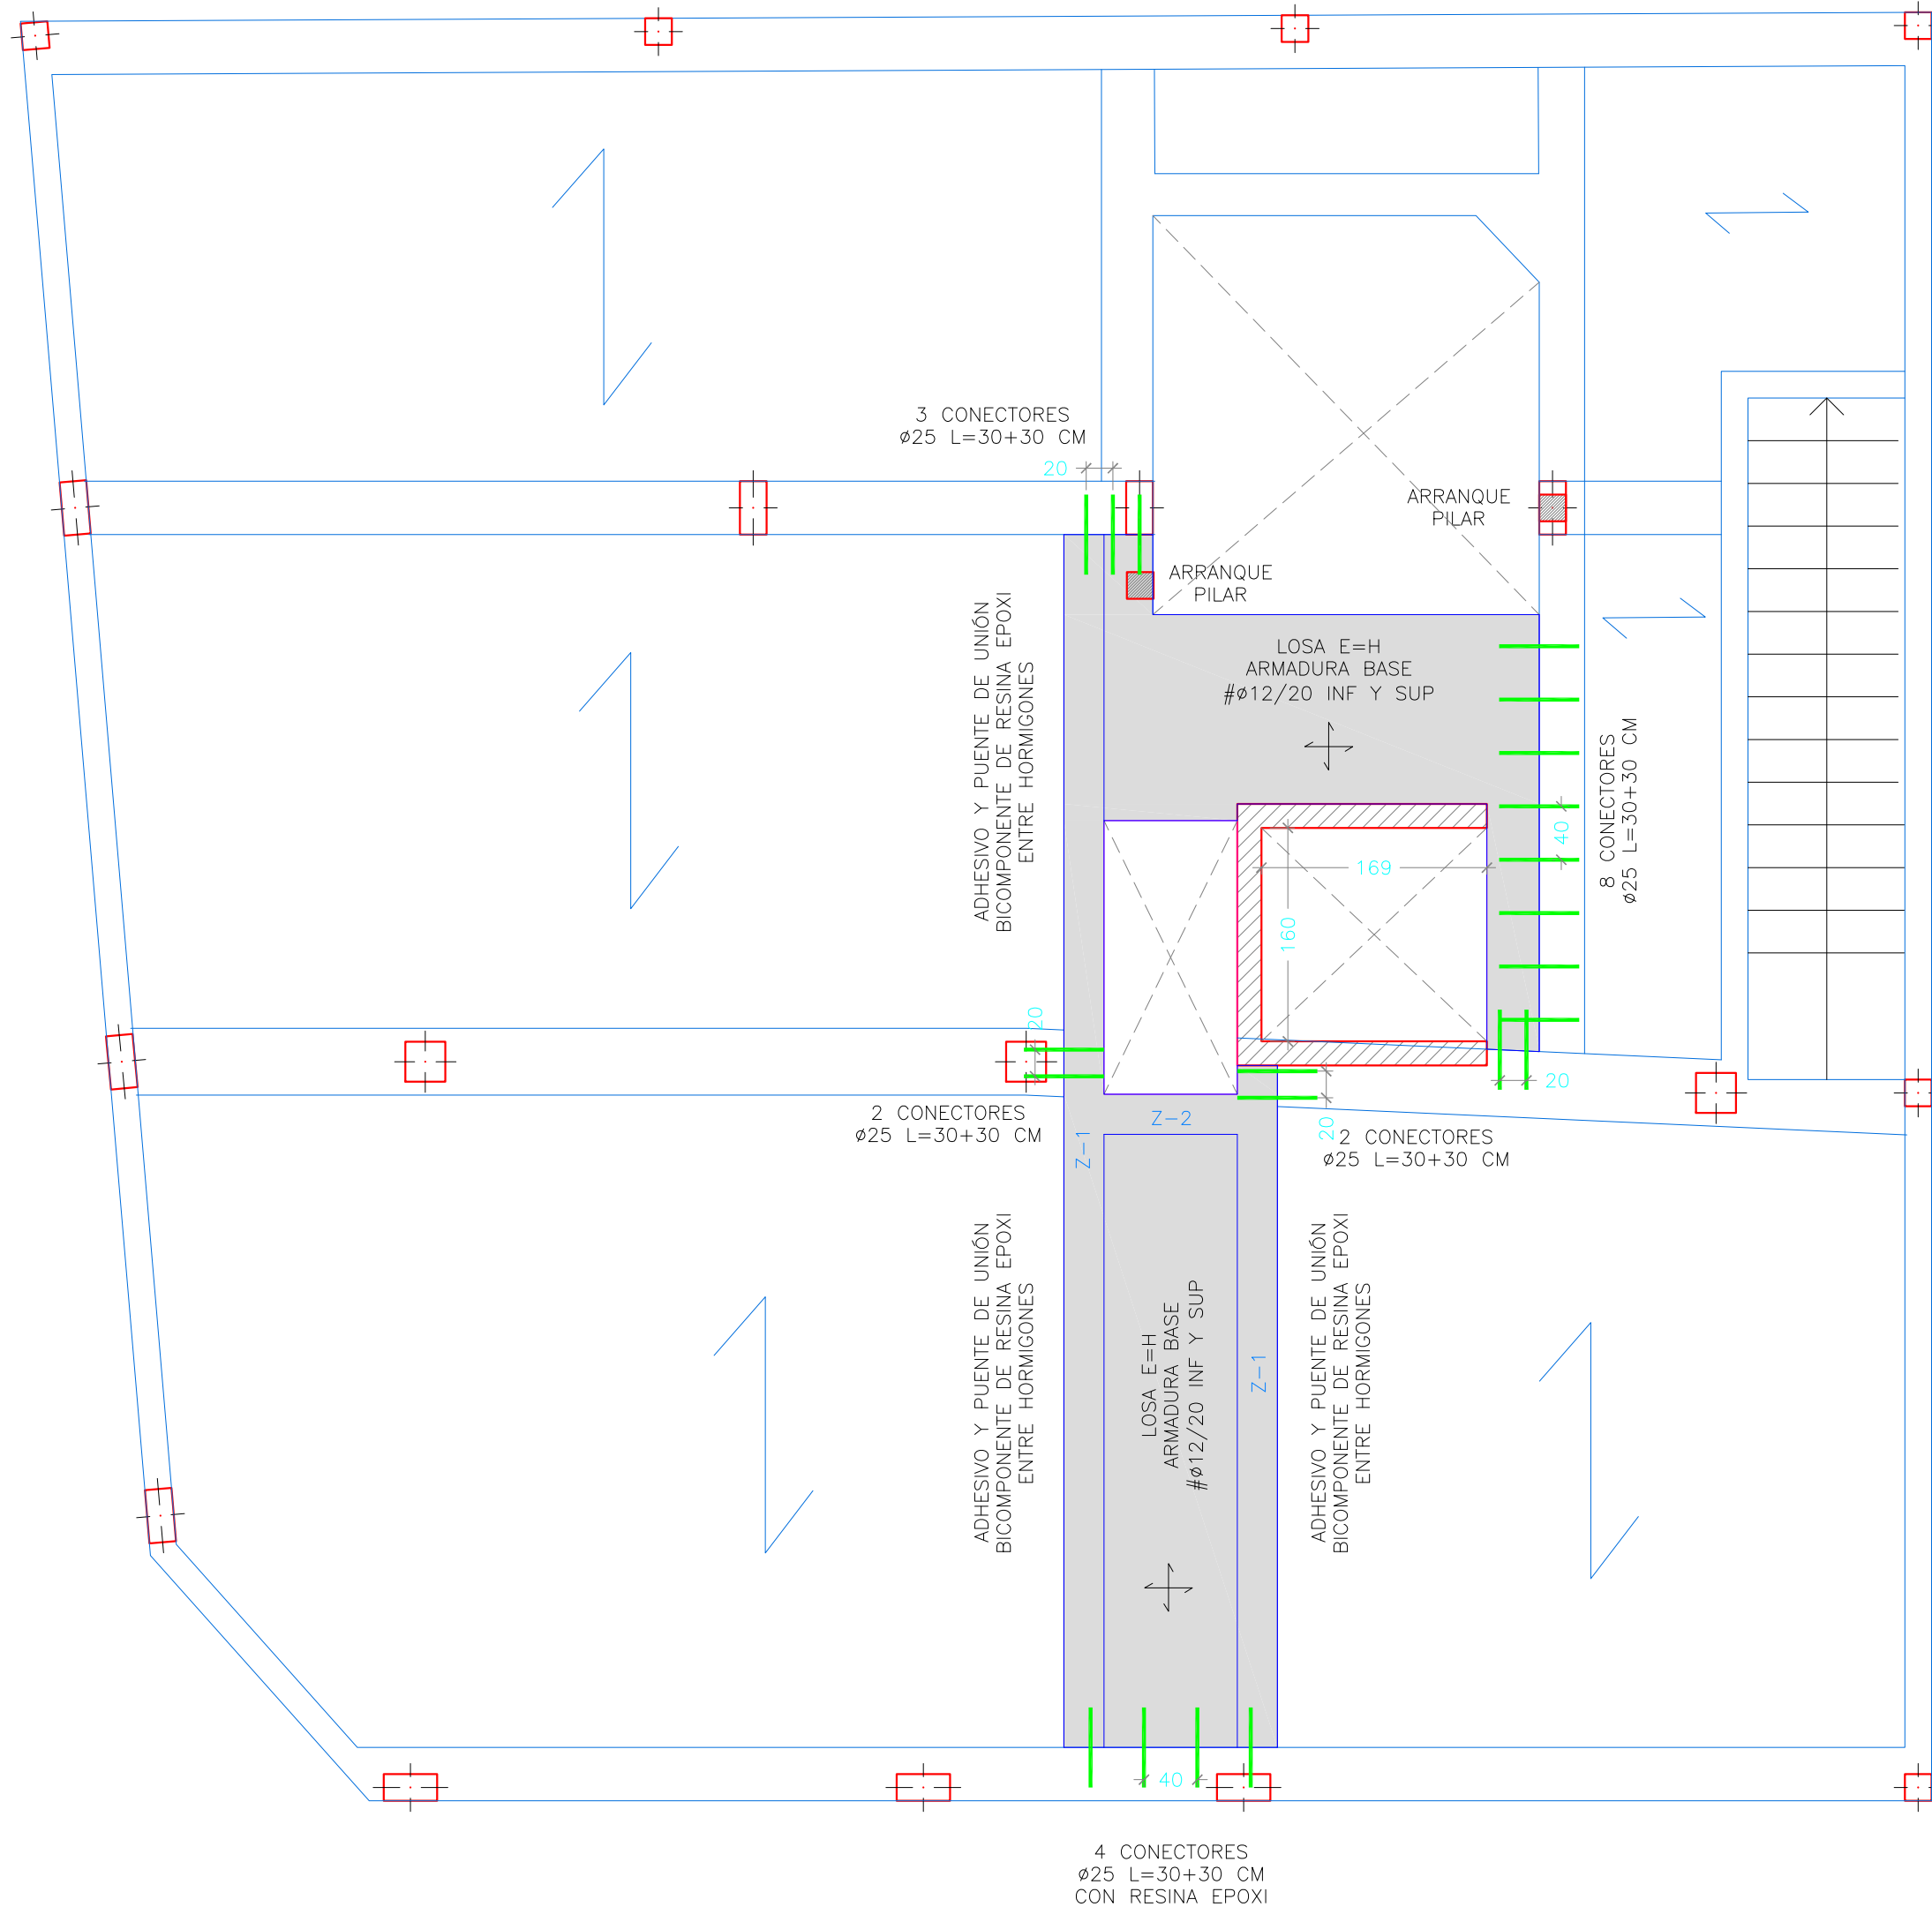 3 CONECTORES
ø25 L=30+30 CM
20
ARRANQUE
PILAR
ARRANQUE
PILAR
ADHESIVO Y PUENTE DE UNIÓN
BICOMPONENTE DE RESINA EPOXI
ENTRE HORMIGONES
LOSA E=H
ARMADURA BASE
#ø12/20 INF Y SUP
8 CONECTORES
ø25 L=30+30 CM
40
169
160
20
20
2 CONECTORES
ø25 L=30+30 CM
Z-2
Z-1
20
2 CONECTORES
ø25 L=30+30 CM
ADHESIVO Y PUENTE DE UNIÓN
BICOMPONENTE DE RESINA EPOXI
ENTRE HORMIGONES
LOSA E=H
ARMADURA BASE
#ø12/20 INF Y SUP
Z-1
ADHESIVO Y PUENTE DE UNIÓN
BICOMPONENTE DE RESINA EPOXI
ENTRE HORMIGONES
40
4 CONECTORES
ø25 L=30+30 CM
CON RESINA EPOXI